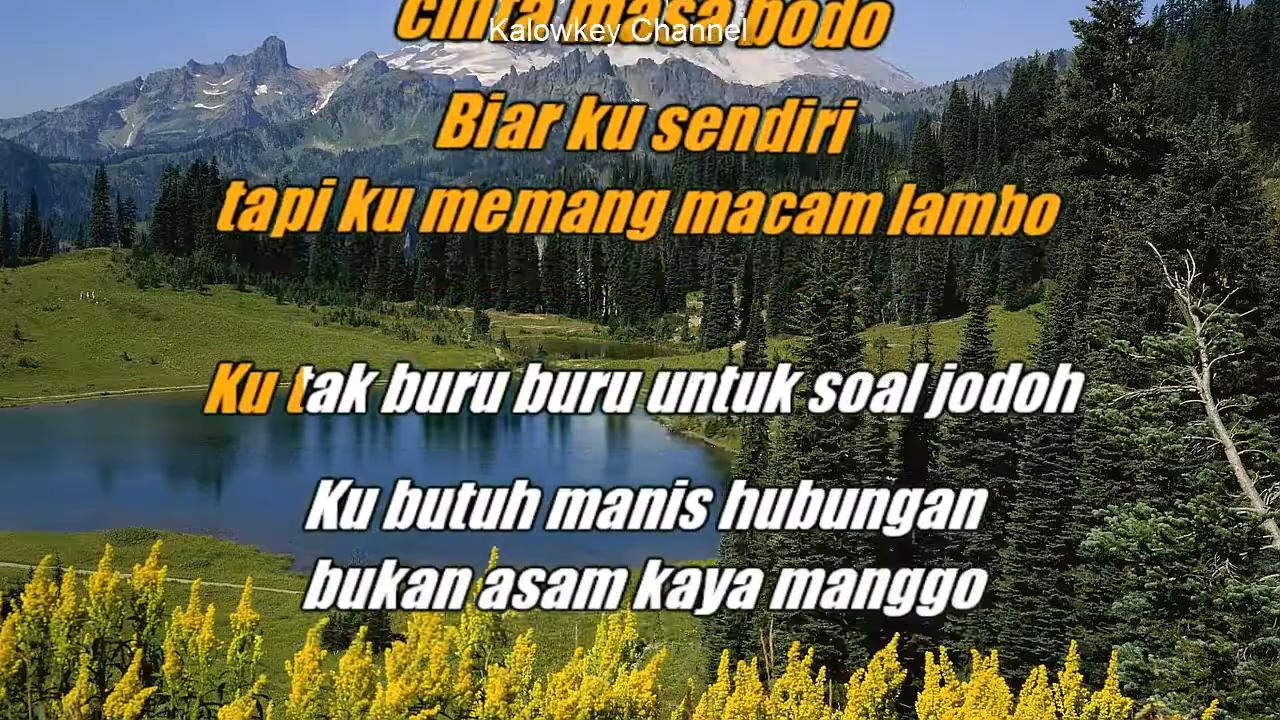 cinta masa bodo
Kalowkey Channel
Biar ku sendiri
tapi ku memang macam lambo
Ku tak buru buru untuk soal jodoh
Ku butuh manis hubungan
bukan asam kaya manggo